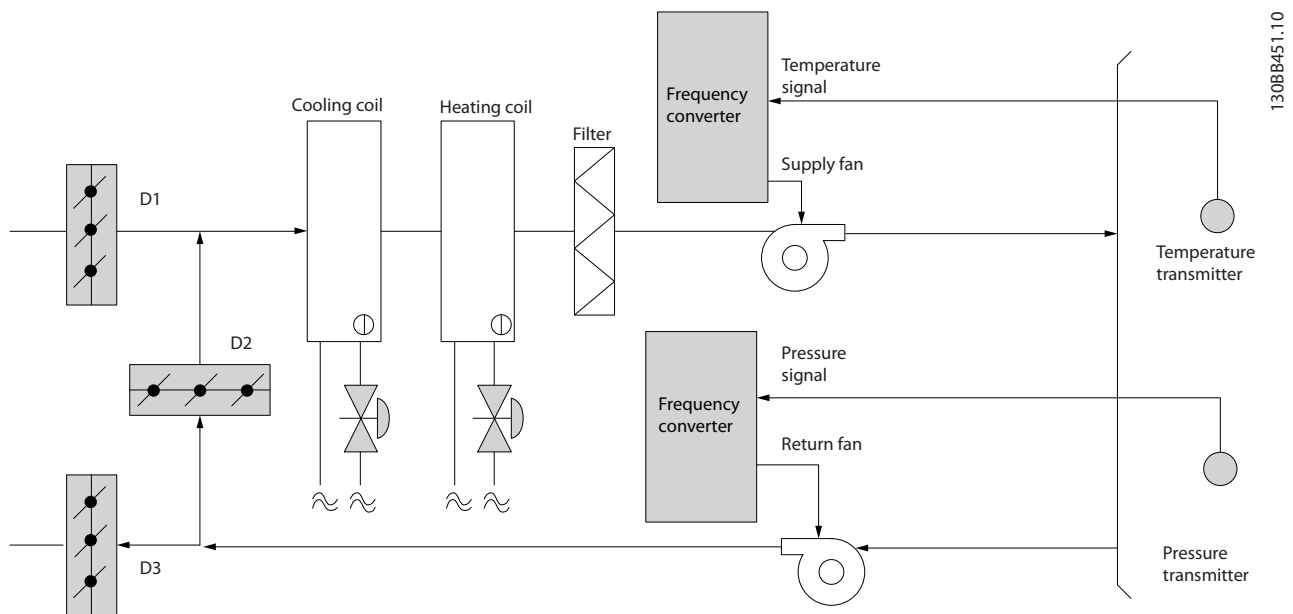 130BB451.10
Temperature
signal
Frequency
converter
Cooling coil
Heating coil
Filter
Supply fan
D1
Temperature
transmitter
D2
Pressure
signal
Frequency
converter
Return fan
D3
Pressure
transmitter